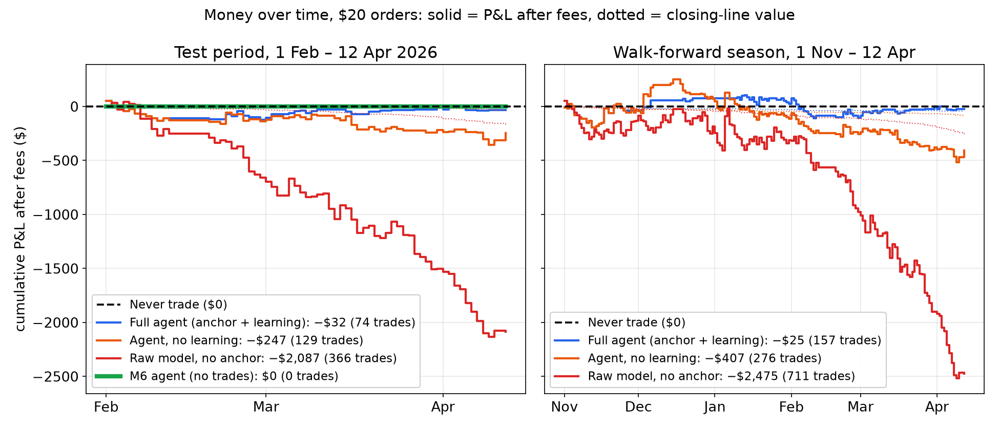 Money over time, $20 orders: solid = P&L after fees, dotted = closing-line value
Test period, 1 Feb – 12 Apr 2026
cumulative P&L after fees ($)
0
−500
−1000
−1500
−2000
−2500
Never trade ($0)
Full agent (anchor + learning): −$32 (74 trades)
Agent, no learning: −$247 (129 trades)
Raw model, no anchor: −$2,087 (366 trades)
M6 agent (no trades): $0 (0 trades)
Feb Mar Apr
Walk-forward season, 1 Nov – 12 Apr
Never trade ($0)
Full agent (anchor + learning): −$25 (157 trades)
Agent, no learning: −$407 (276 trades)
Raw model, no anchor: −$2,475 (711 trades)
Nov Dec Jan Feb Mar Apr